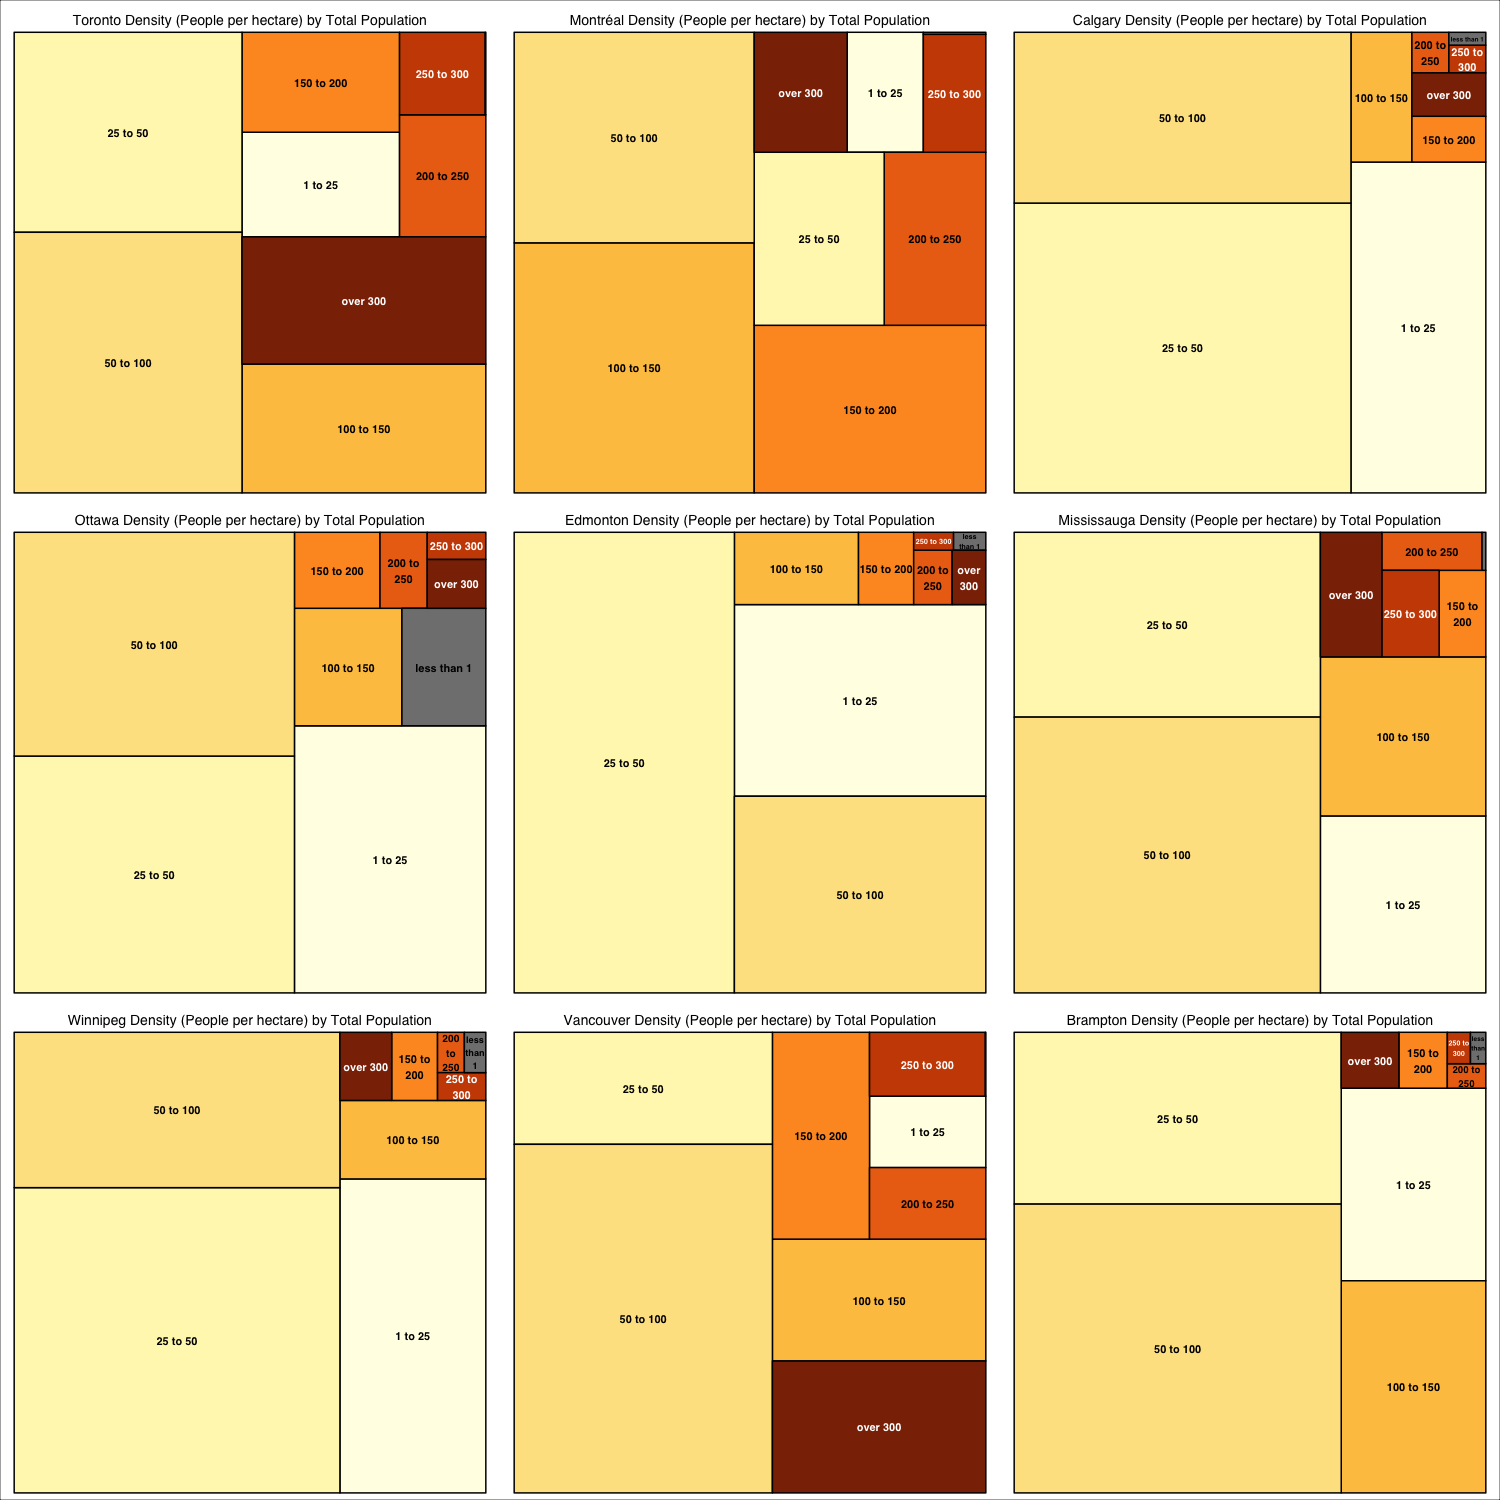 Toronto Density (People per hectare) by Total Population
25 to 50
150 to 200
250 to 300
1 to 25
200 to 250
over 300
50 to 100
100 to 150
Montréal Density (People per hectare) by Total Population
50 to 100
over 300
1 to 25
250 to 300
25 to 50
200 to 250
100 to 150
150 to 200
Calgary Density (People per hectare) by Total Population
50 to 100
100 to 150
200 to
250
less than 1
250 to
300
over 300
150 to 200
25 to 50
1 to 25
Ottawa Density (People per hectare) by Total Population
50 to 100
150 to 200
200 to
250
250 to 300
over 300
100 to 150
less than 1
25 to 50
1 to 25
Edmonton Density (People per hectare) by Total Population
25 to 50
100 to 150
150 to 200
250 to 300
less
than 1
200 to
250
over
300
1 to 25
50 to 100
Mississauga Density (People per hectare) by Total Population
25 to 50
over 300
200 to 250
250 to 300
150 to
200
100 to 150
50 to 100
1 to 25
Winnipeg Density (People per hectare) by Total Population
50 to 100
over 300
150 to
200
200
to
250
less
than
1
250 to
300
100 to 150
25 to 50
1 to 25
Vancouver Density (People per hectare) by Total Population
25 to 50
150 to 200
250 to 300
1 to 25
200 to 250
50 to 100
100 to 150
over 300
Brampton Density (People per hectare) by Total Population
25 to 50
over 300
150 to
200
250 to
300
less
than
1
200 to
250
1 to 25
50 to 100
100 to 150